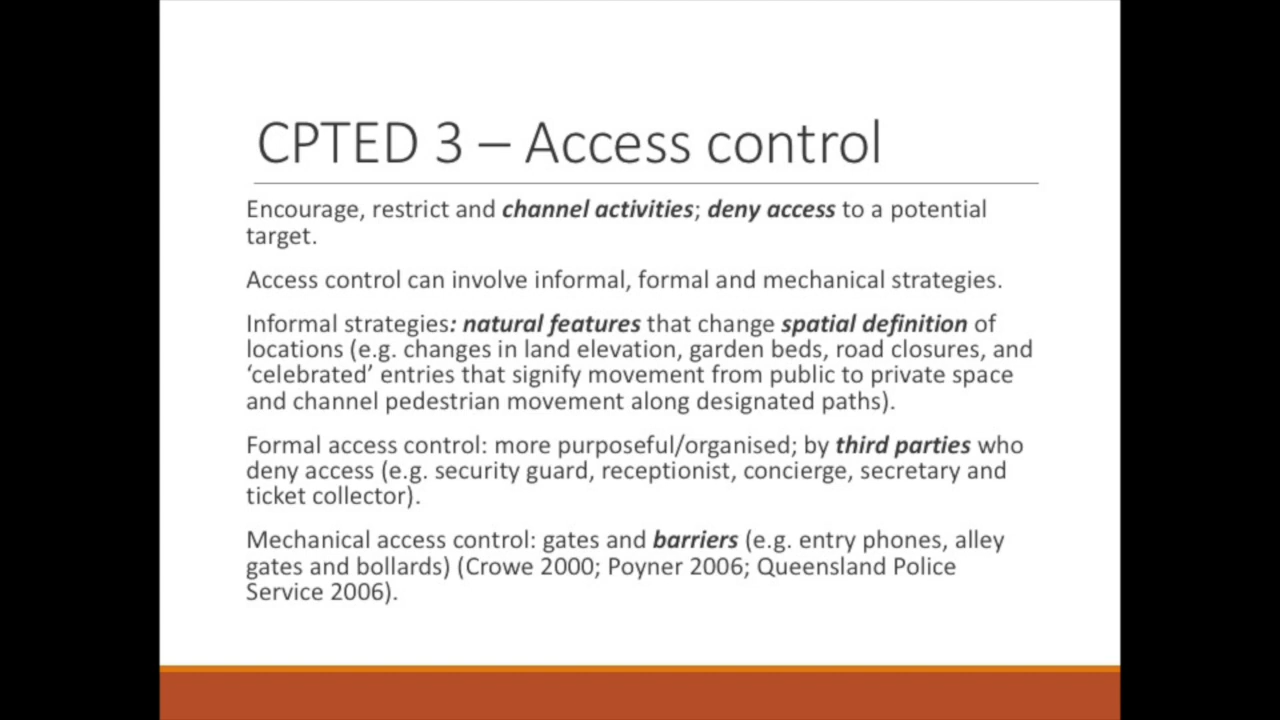 CPTED 3 – Access control
Encourage, restrict and channel activities; deny access to a potential
target.
Access control can involve informal, formal and mechanical strategies.
Informal strategies: natural features that change spatial definition of
locations (e.g. changes in land elevation, garden beds, road closures, and
‘celebrated’ entries that signify movement from public to private space
and channel pedestrian movement along designated paths).
Formal access control: more purposeful/organised; by third parties who
deny access (e.g. security guard, receptionist, concierge, secretary and
ticket collector).
Mechanical access control: gates and barriers (e.g. entry phones, alley
gates and bollards) (Crowe 2000; Poyner 2006; Queensland Police
Service 2006).